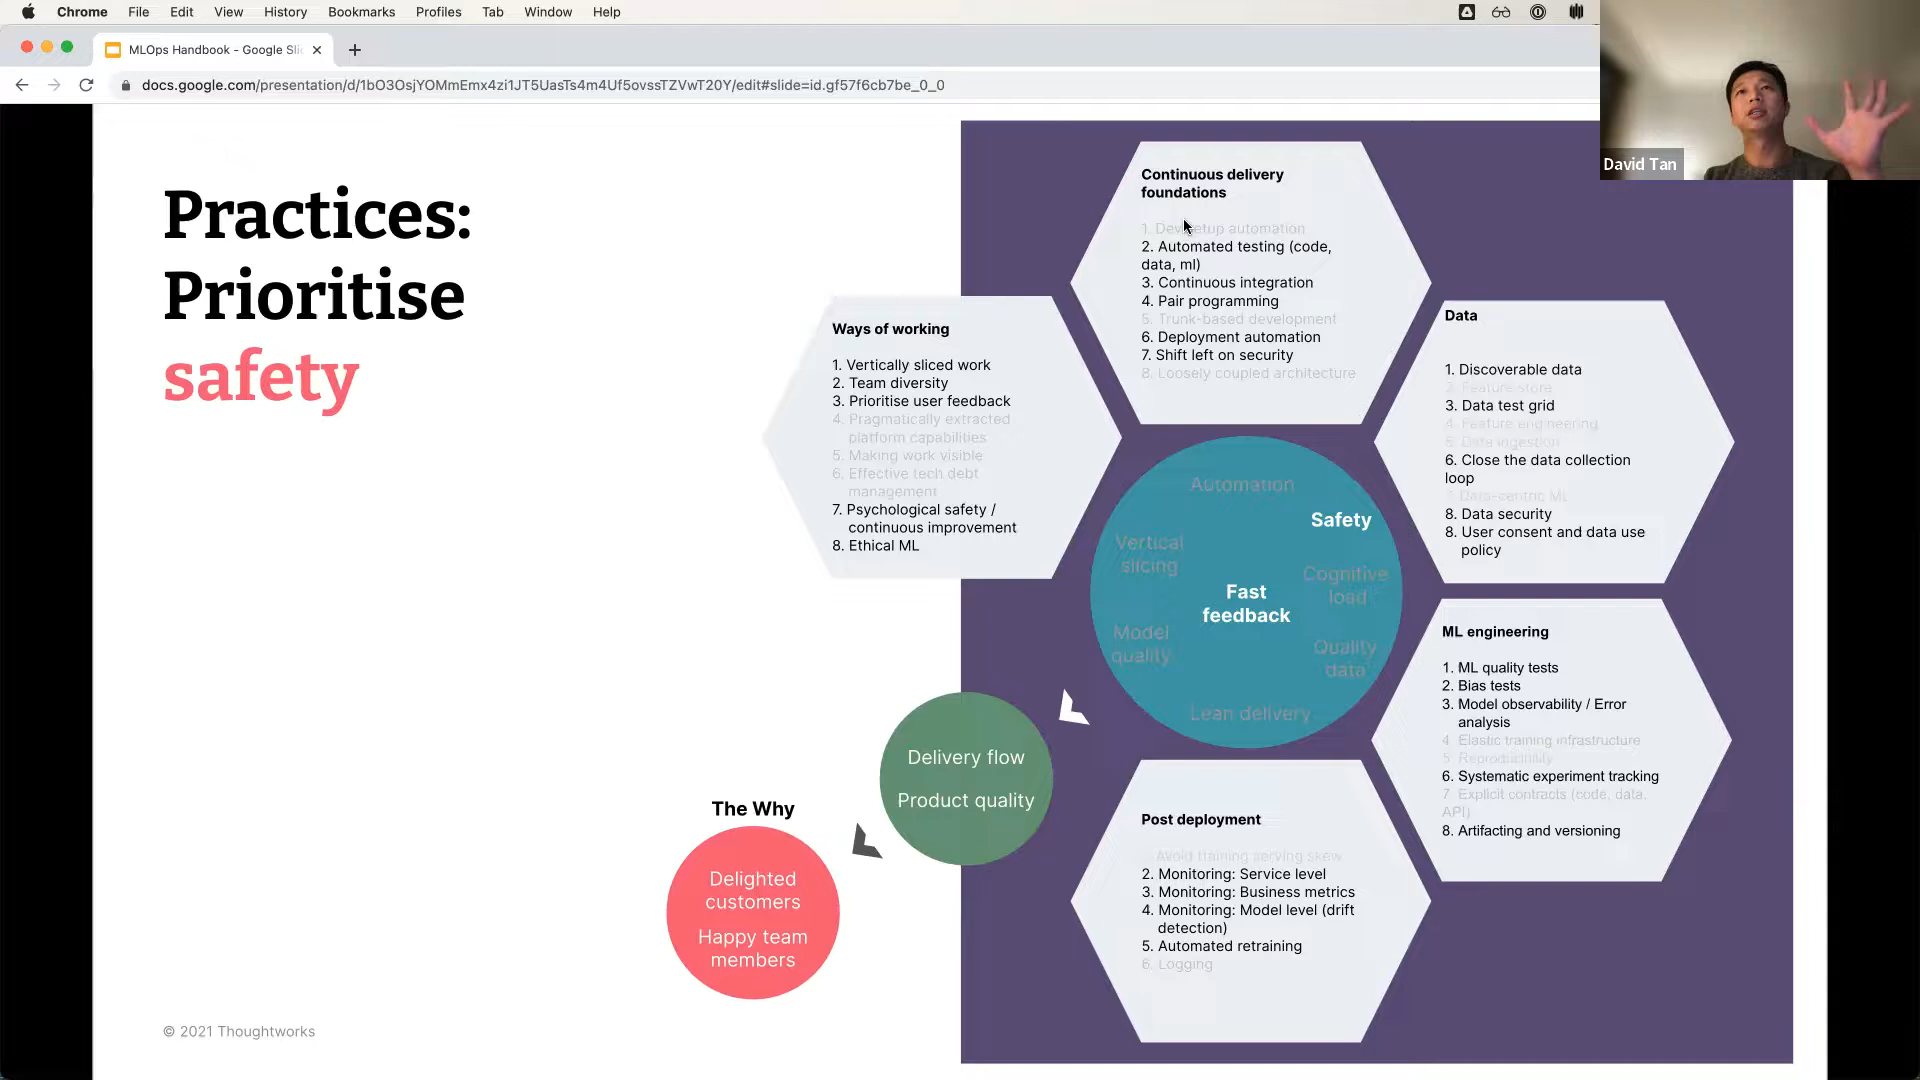 Chrome File Edit View History Bookmarks Profiles Tab Window Help
MLOps Handbook - Google Sli
docs.google.com/presentation/d/1bO3OsjYOMmEmx4zi1JT5UasTs4m4Uf5ovssTZVwT20Y/edit#slide=id.gf57f6cb7be_0_0
David Tan
Practices:
Prioritise
safety
Continuous delivery
foundations
1. Dev setup automation
2. Automated testing (code,
data, ml)
3. Continuous integration
4. Pair programming
5. Trunk-based development
6. Deployment automation
7. Shift left on security
8. Loosely coupled architecture
Ways of working
1. Vertically sliced work
2. Team diversity
3. Prioritise user feedback
4. Pragmatically extracted
platform capabilities
5. Making work visible
6. Effective tech debt
management
7. Psychological safety /
continuous improvement
8. Ethical ML
Data
1. Discoverable data
2. Feature store
3. Data test grid
4. Feature engineering
5. Data ingestion
6. Close the data collection
loop
7. Data-centric ML
8. Data security
8. User consent and data use
policy
Automation
Safety
Vertical
slicing
Cognitive
load
Fast
feedback
Model
quality
Quality
data
Lean delivery
ML engineering
1. ML quality tests
2. Bias tests
3. Model observability / Error
analysis
4 Elastic training infrastructure
5 Reproducibility
6. Systematic experiment tracking
7 Explicit contracts (code, data,
API)
8. Artifacting and versioning
Delivery flow
Product quality
The Why
Delighted
customers
Happy team
members
Post deployment
Avoid training serving skew
2. Monitoring: Service level
3. Monitoring: Business metrics
4. Monitoring: Model level (drift
detection)
5. Automated retraining
6. Logging
© 2021 Thoughtworks